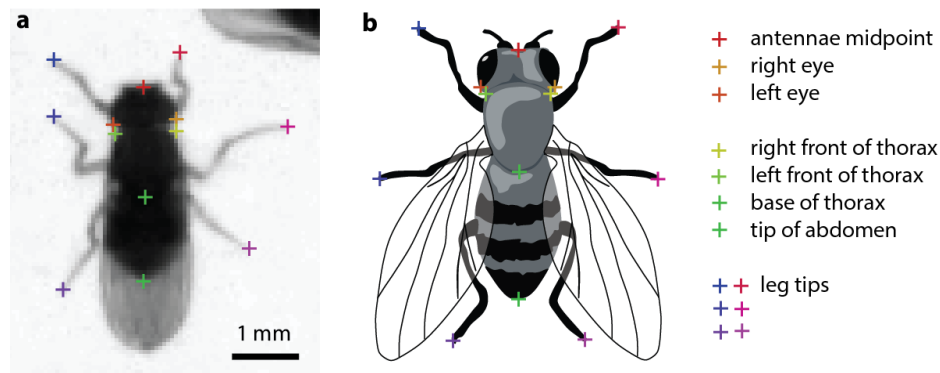 a
b
1 mm
antennae midpoint
right eye
left eye
right front of thorax
left front of thorax
base of thorax
tip of abdomen
leg tips